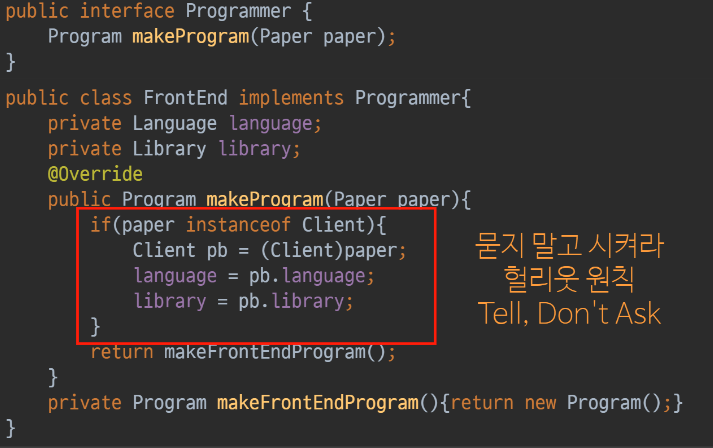 public interface Programmer {
    Program makeProgram(Paper paper);
}
public class FrontEnd implements Programmer{
    private Language language;
    private Library library;
    @Override
    public Program makeProgram(Paper paper){
        if(paper instanceof Client){
            Client pb = (Client)paper;
            language = pb.language;
            library = pb.library;
        }
        return makeFrontEndProgram();
    }
    private Program makeFrontEndProgram(){return new Program();}
}
묻지 말고 시켜라
헐리웃 원칙
Tell, Don't Ask